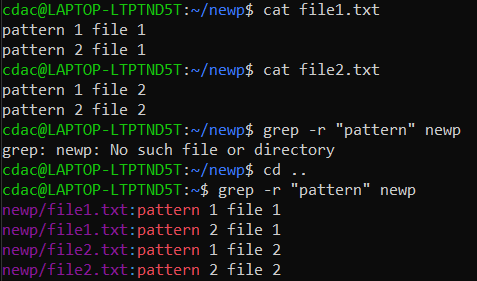 cdac@LAPTOP-LTPTND5T:~/newp$ cat file1.txt
pattern 1 file 1
pattern 2 file 1
cdac@LAPTOP-LTPTND5T:~/newp$ cat file2.txt
pattern 1 file 2
pattern 2 file 2
cdac@LAPTOP-LTPTND5T:~/newp$ grep -r "pattern" newp
grep: newp: No such file or directory
cdac@LAPTOP-LTPTND5T:~/newp$ cd ..
cdac@LAPTOP-LTPTND5T:~$ grep -r "pattern" newp
newp/file1.txt:pattern 1 file 1
newp/file1.txt:pattern 2 file 1
newp/file2.txt:pattern 1 file 2
newp/file2.txt:pattern 2 file 2